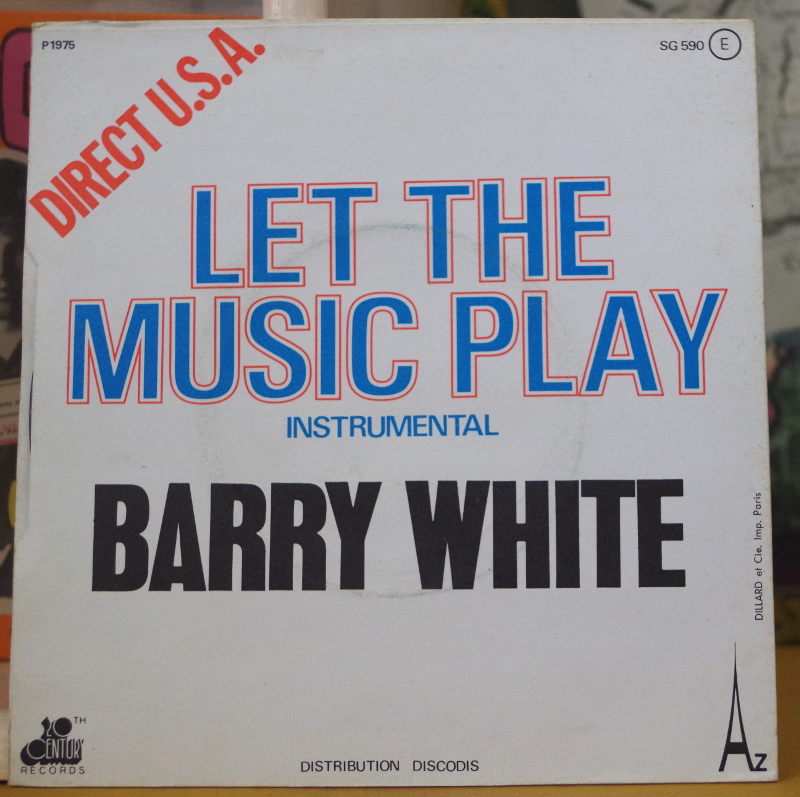 P1975
SG 590 E
DIRECT U.S.A.
LET THE
MUSIC PLAY
INSTRUMENTAL
BARRY WHITE
DILLARD et Cie. Imp. Paris
20TH
CENTURY
RECORDS
DISTRIBUTION DISCODIS
AZ